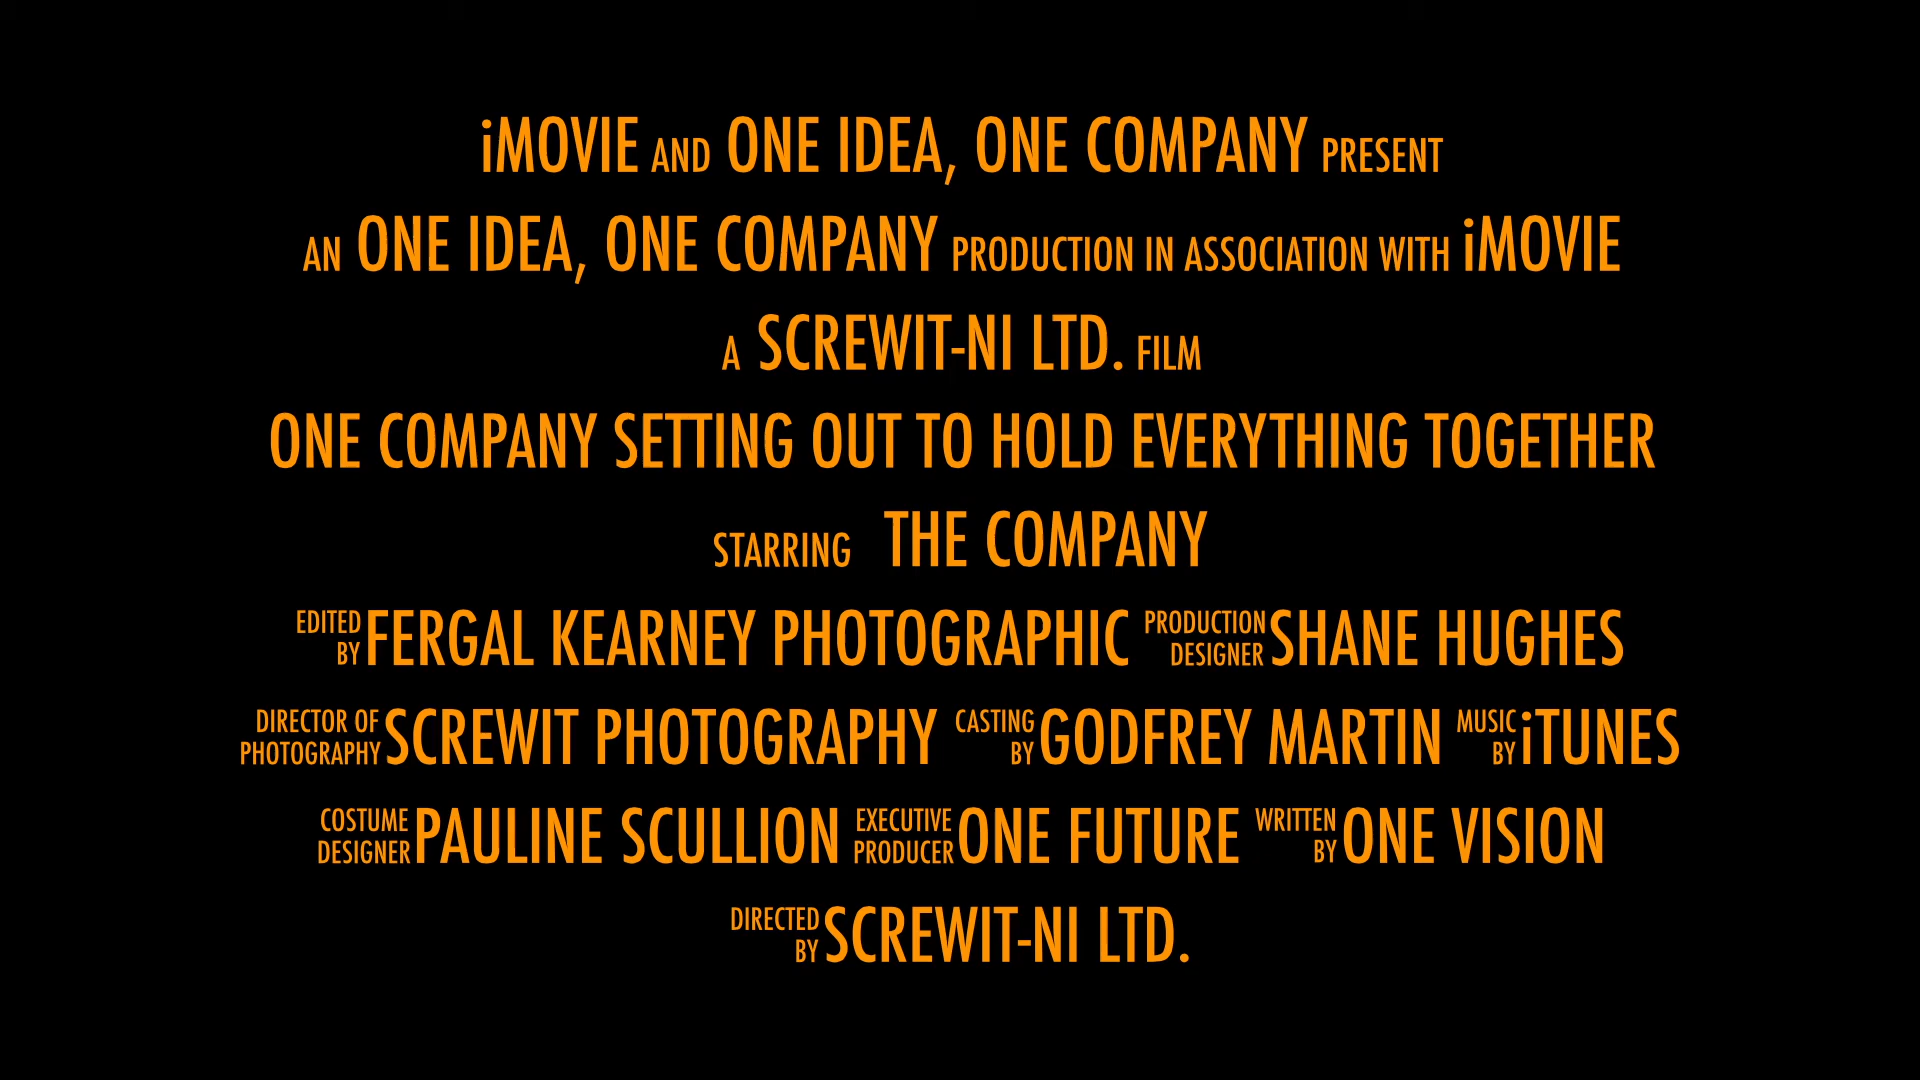 iMOVIE AND ONE IDEA, ONE COMPANY PRESENT
AN ONE IDEA, ONE COMPANY PRODUCTION IN ASSOCIATION WITH iMOVIE
A SCREWIT-NI LTD. FILM
ONE COMPANY SETTING OUT TO HOLD EVERYTHING TOGETHER
STARRING THE COMPANY
EDITED BY FERGAL KEARNEY PHOTOGRAPHIC PRODUCTION DESIGNER SHANE HUGHES
DIRECTOR OF PHOTOGRAPHY SCREWIT PHOTOGRAPHY CASTING BY GODFREY MARTIN MUSIC BY iTUNES
COSTUME DESIGNER PAULINE SCULLION EXECUTIVE PRODUCER ONE FUTURE WRITTEN BY ONE VISION
DIRECTED BY SCREWIT-NI LTD.